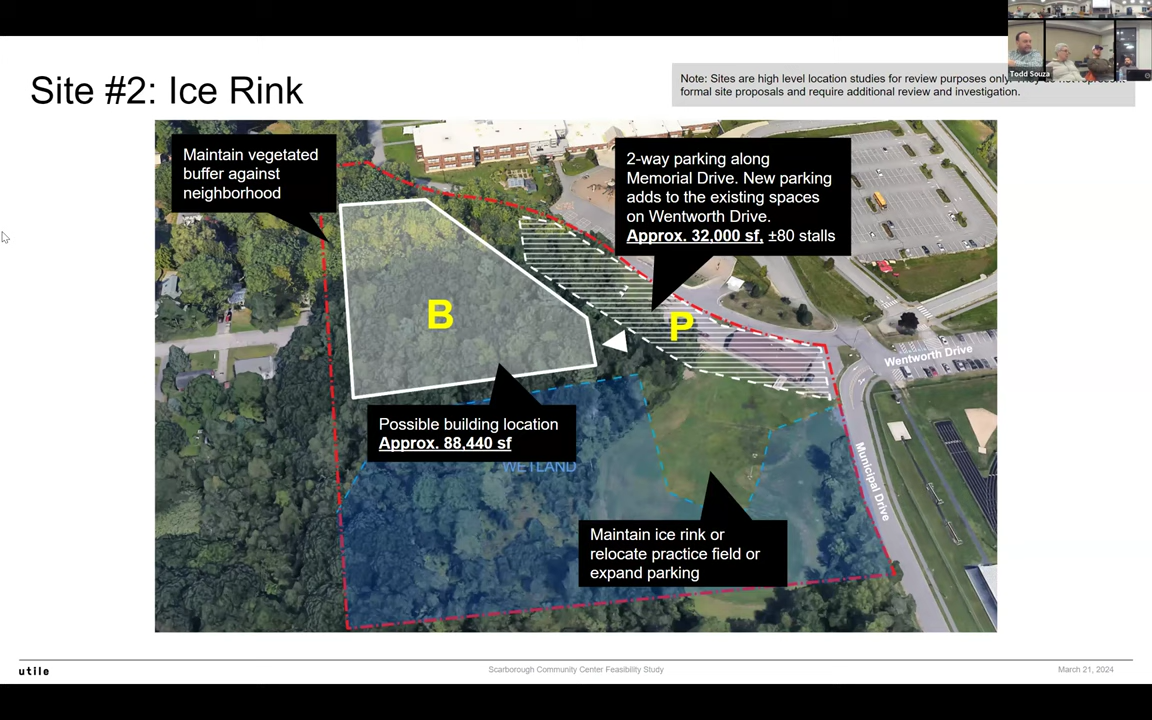 Site #2: Ice Rink
Note: Sites are high level location studies for review purposes only.
formal site proposals and require additional review and investigation.
Todd Souza
Maintain vegetated
buffer against
neighborhood
2-way parking along
Memorial Drive. New parking
adds to the existing spaces
on Wentworth Drive.
Approx. 32,000 sf, ±80 stalls
B
P
Wentworth Drive
Possible building location
Approx. 88,440 sf
WETLAND
Municipal Drive
Maintain ice rink or
relocate practice field or
expand parking
utile
Scarborough Community Center Feasibility Study
March 21, 2024